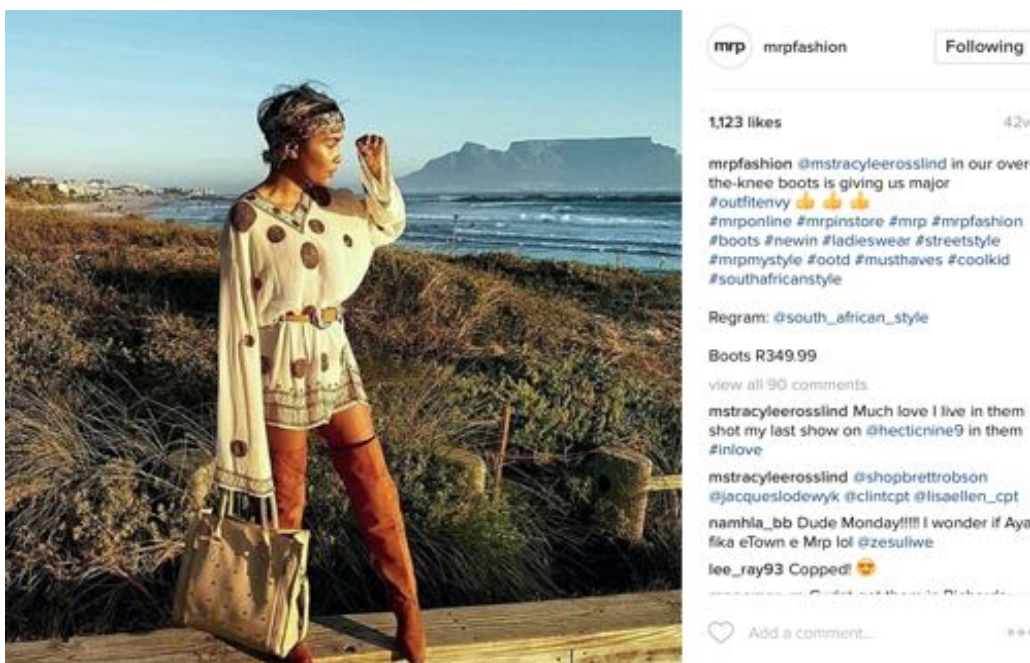 mrp mrpfashion Following
1,123 likes 42w
mrpfashion @mstracyleerosslind in our over-
the-knee boots is giving us major
#outfitenvy 👍 👍 👍
#mrponline #mrpinstore #mrp #mrpfashion
#boots #newin #ladieswear #streetstyle
#mrpmystyle #ootd #musthaves #coolkid
#southafricanstyle
Regram: @south_african_style
Boots R349.99
view all 90 comments
mstracyleerosslind Much love I live in them
shot my last show on @hecticnine9 in them
#inlove
mstracyleerosslind @shopbrettrobson
@jacqueslodewyk @clintcpt @lisaellen_cpt
namhla_bb Dude Monday!!!!! I wonder if Aya
fika eTown e Mrp lol @zesuliwe
lee_ray93 Copped! 😍
Add a comment...